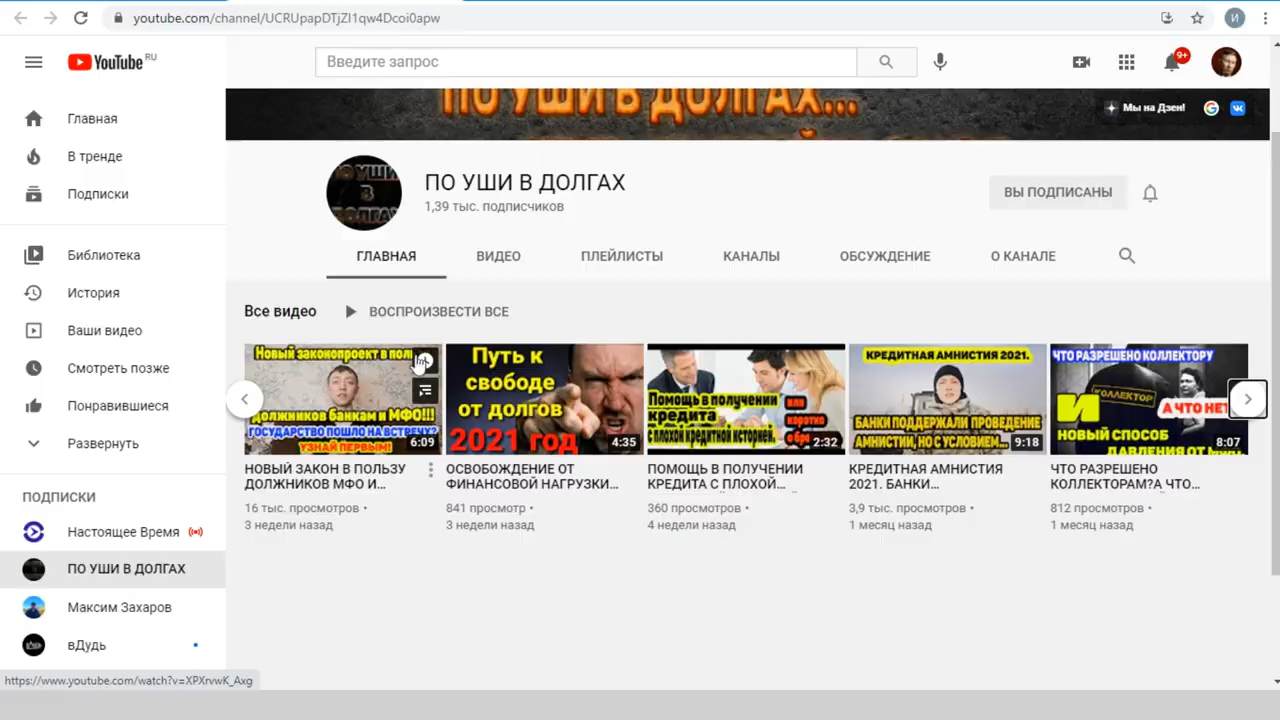 youtube.com/channel/UCRUpapDTjZI1qw4Dcoi0apw
И
YouTube RU
Введите запрос
9+
Главная
В тренде
Подписки
Библиотека
История
Ваши видео
Смотреть позже
Понравившиеся
Развернуть
ПОДПИСКИ
Настоящее Время
ПО УШИ В ДОЛГАХ
Максим Захаров
вДудь
ПО УШИ В ДОЛГАХ...
Мы на Дзен!
ПО УШИ
В
ДОЛГАХ
ПО УШИ В ДОЛГАХ
1,39 тыс. подписчиков
ВЫ ПОДПИСАНЫ
ГЛАВНАЯ
ВИДЕО
ПЛЕЙЛИСТЫ
КАНАЛЫ
ОБСУЖДЕНИЕ
О КАНАЛЕ
Все видео
ВОСПРОИЗВЕСТИ ВСЕ
Новый законопроект в пол
должников банкам и МФО!!!
ГОСУДАРСТВО ПОШЛО НА ВСТРЕЧУ?
УЗНАЙ ПЕРВЫМ!
6:09
НОВЫЙ ЗАКОН В ПОЛЬЗУ
ДОЛЖНИКОВ МФО И...
16 тыс. просмотров •
3 недели назад
Путь к
свободе
от долгов
2021 год
4:35
ОСВОБОЖДЕНИЕ ОТ
ФИНАНСОВОЙ НАГРУЗКИ...
841 просмотр •
3 недели назад
Помощь в получении
кредита
с плохой кредитной историей.
или
коротко
2:32
ПОМОЩЬ В ПОЛУЧЕНИИ
КРЕДИТА С ПЛОХОЙ...
360 просмотров •
4 недели назад
КРЕДИТНАЯ АМНИСТИЯ 2021.
БАНКИ ПОДДЕРЖАЛИ ПРОВЕДЕНИЕ
АМНИСТИИ, НО С УСЛОВИЕМ...
9:18
КРЕДИТНАЯ АМНИСТИЯ
2021. БАНКИ...
3,9 тыс. просмотров •
1 месяц назад
ЧТО РАЗРЕШЕНО КОЛЛЕКТОРУ
КОЛЛЕКТОР
А ЧТО НЕТ
И
НОВЫЙ СПОСОБ
ДАВЛЕНИЯ ОТ
8:07
ЧТО РАЗРЕШЕНО
КОЛЛЕКТОРАМ?А ЧТО...
812 просмотров •
1 месяц назад
https://www.youtube.com/watch?v=XPXrvwK_Axg